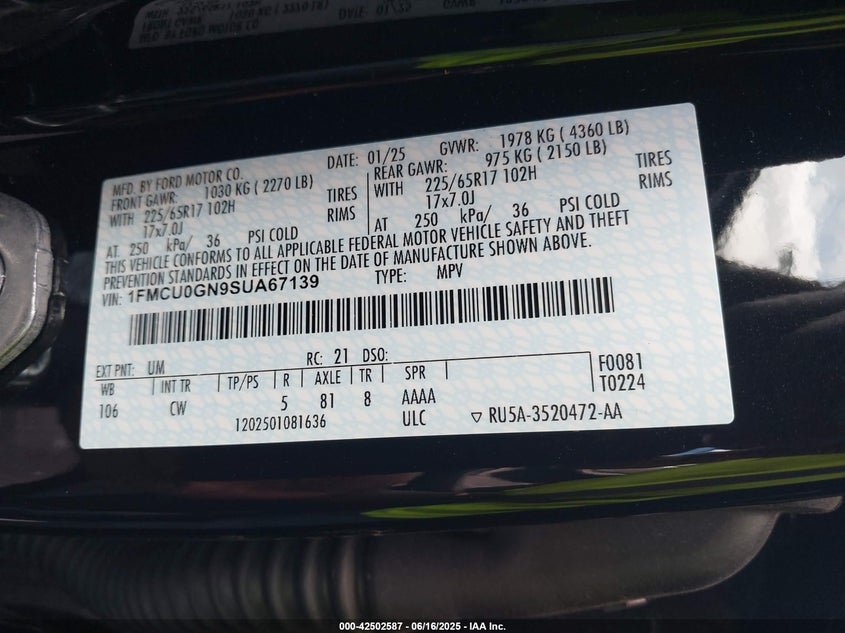 MFD. BY FORD MOTOR CO.
DATE: 01/25 GVWR: 1978 KG ( 4360 LB)
FRONT GAWR: 1030 KG ( 2270 LB)
REAR GAWR: 975 KG ( 2150 LB)
WITH 225/65R17 102H TIRES
WITH 225/65R17 102H TIRES
17x7.0J RIMS
17x7.0J RIMS
AT 250 kPa/ 36 PSI COLD
AT 250 kPa/ 36 PSI COLD
THIS VEHICLE CONFORMS TO ALL APPLICABLE FEDERAL MOTOR VEHICLE SAFETY AND THEFT
PREVENTION STANDARDS IN EFFECT ON THE DATE OF MANUFACTURE SHOWN ABOVE.
VIN: 1FMCU0GN9SUA67139 TYPE: MPV
EXT PNT: UM RC: 21 DSO:
WB INT TR TP/PS R AXLE TR SPR
106 CW 5 81 8 AAAA
F0081
T0224
1202501081636 ULC ▽ RU5A-3520472-AA
000-42502587 - 06/16/2025 - IAA Inc.